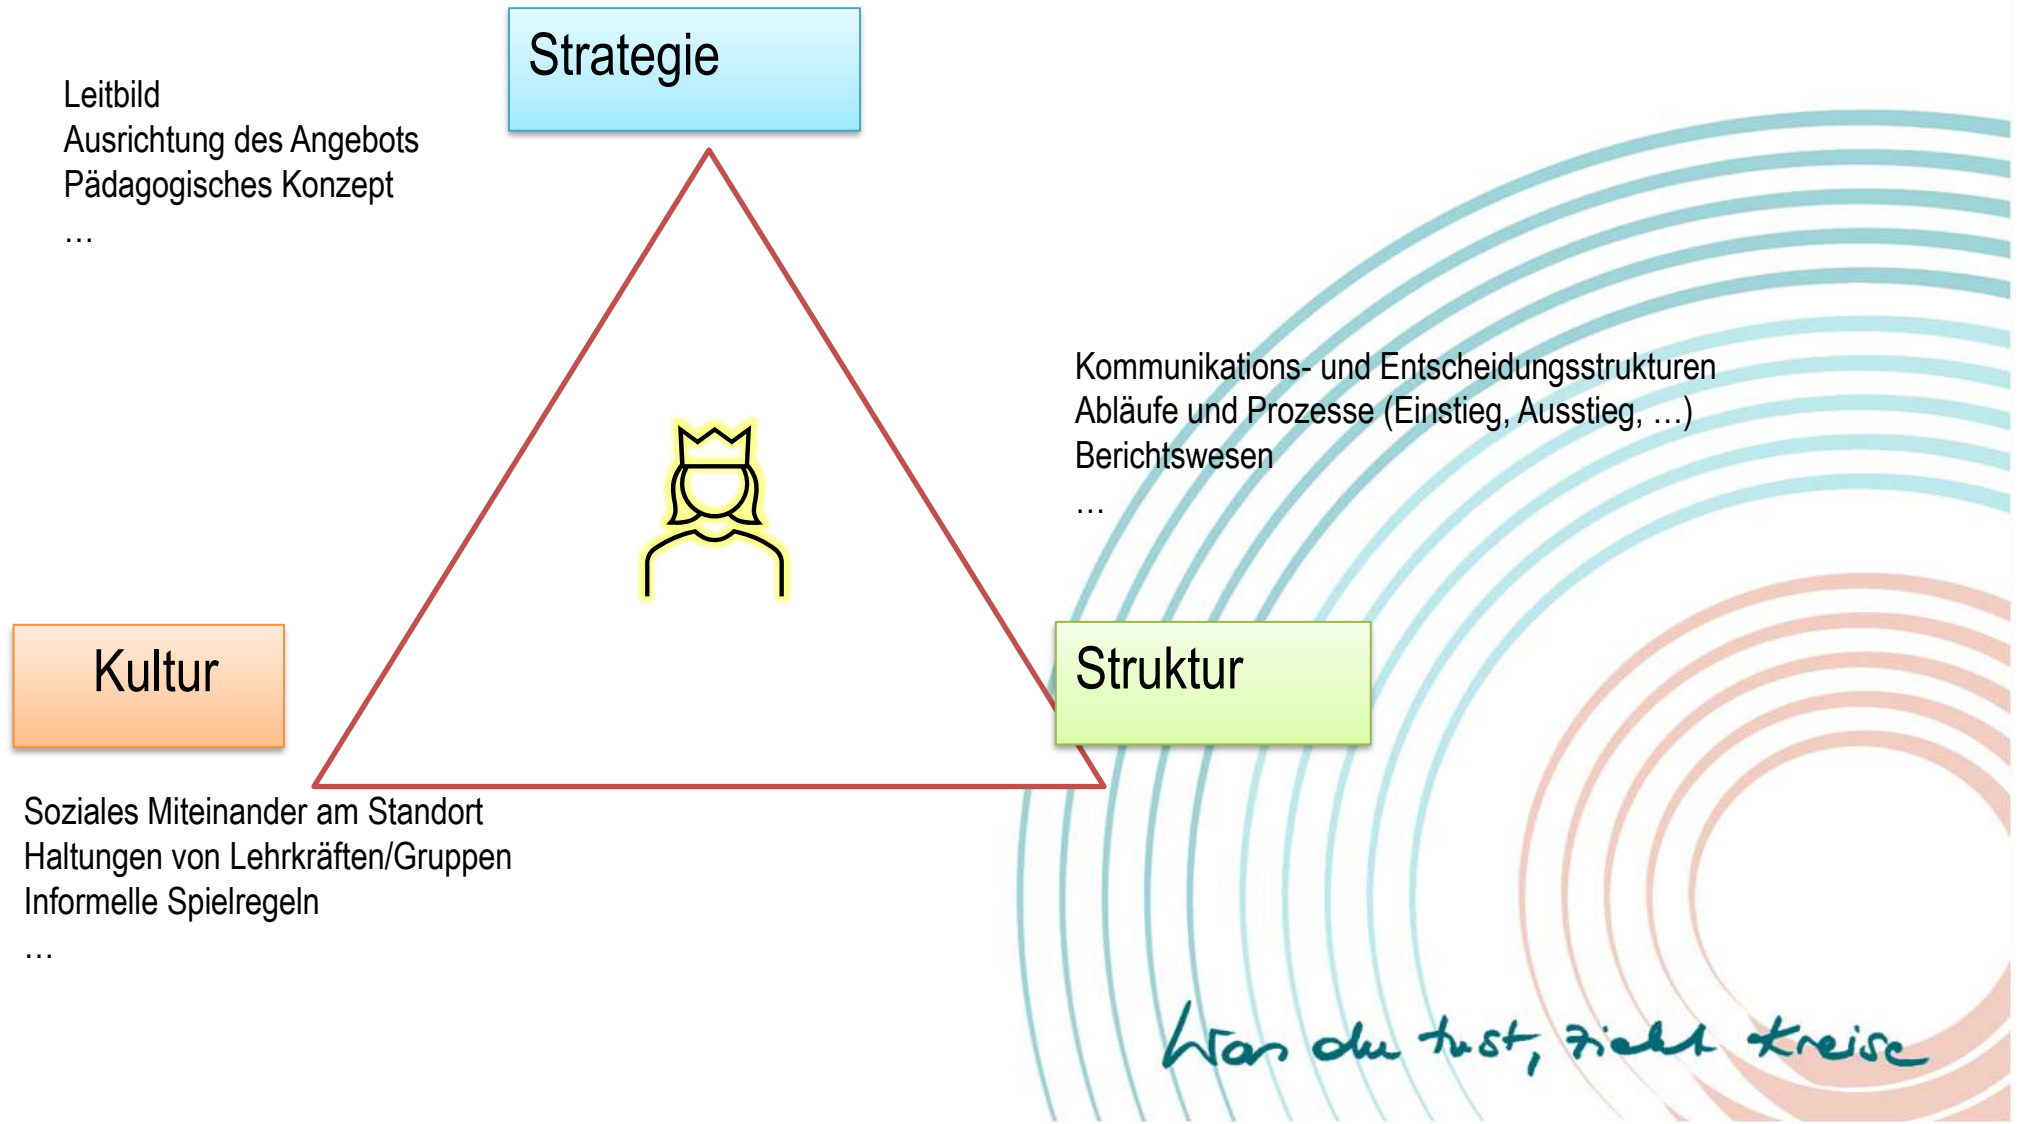 Strategie
Leitbild
Ausrichtung des Angebots
Pädagogisches Konzept
…
Kommunikations- und Entscheidungsstrukturen
Abläufe und Prozesse (Einstieg, Ausstieg, …)
Berichtswesen
…
Kultur
Struktur
Soziales Miteinander am Standort
Haltungen von Lehrkräften/Gruppen
Informelle Spielregeln
…
Was du tust, zieht Kreise